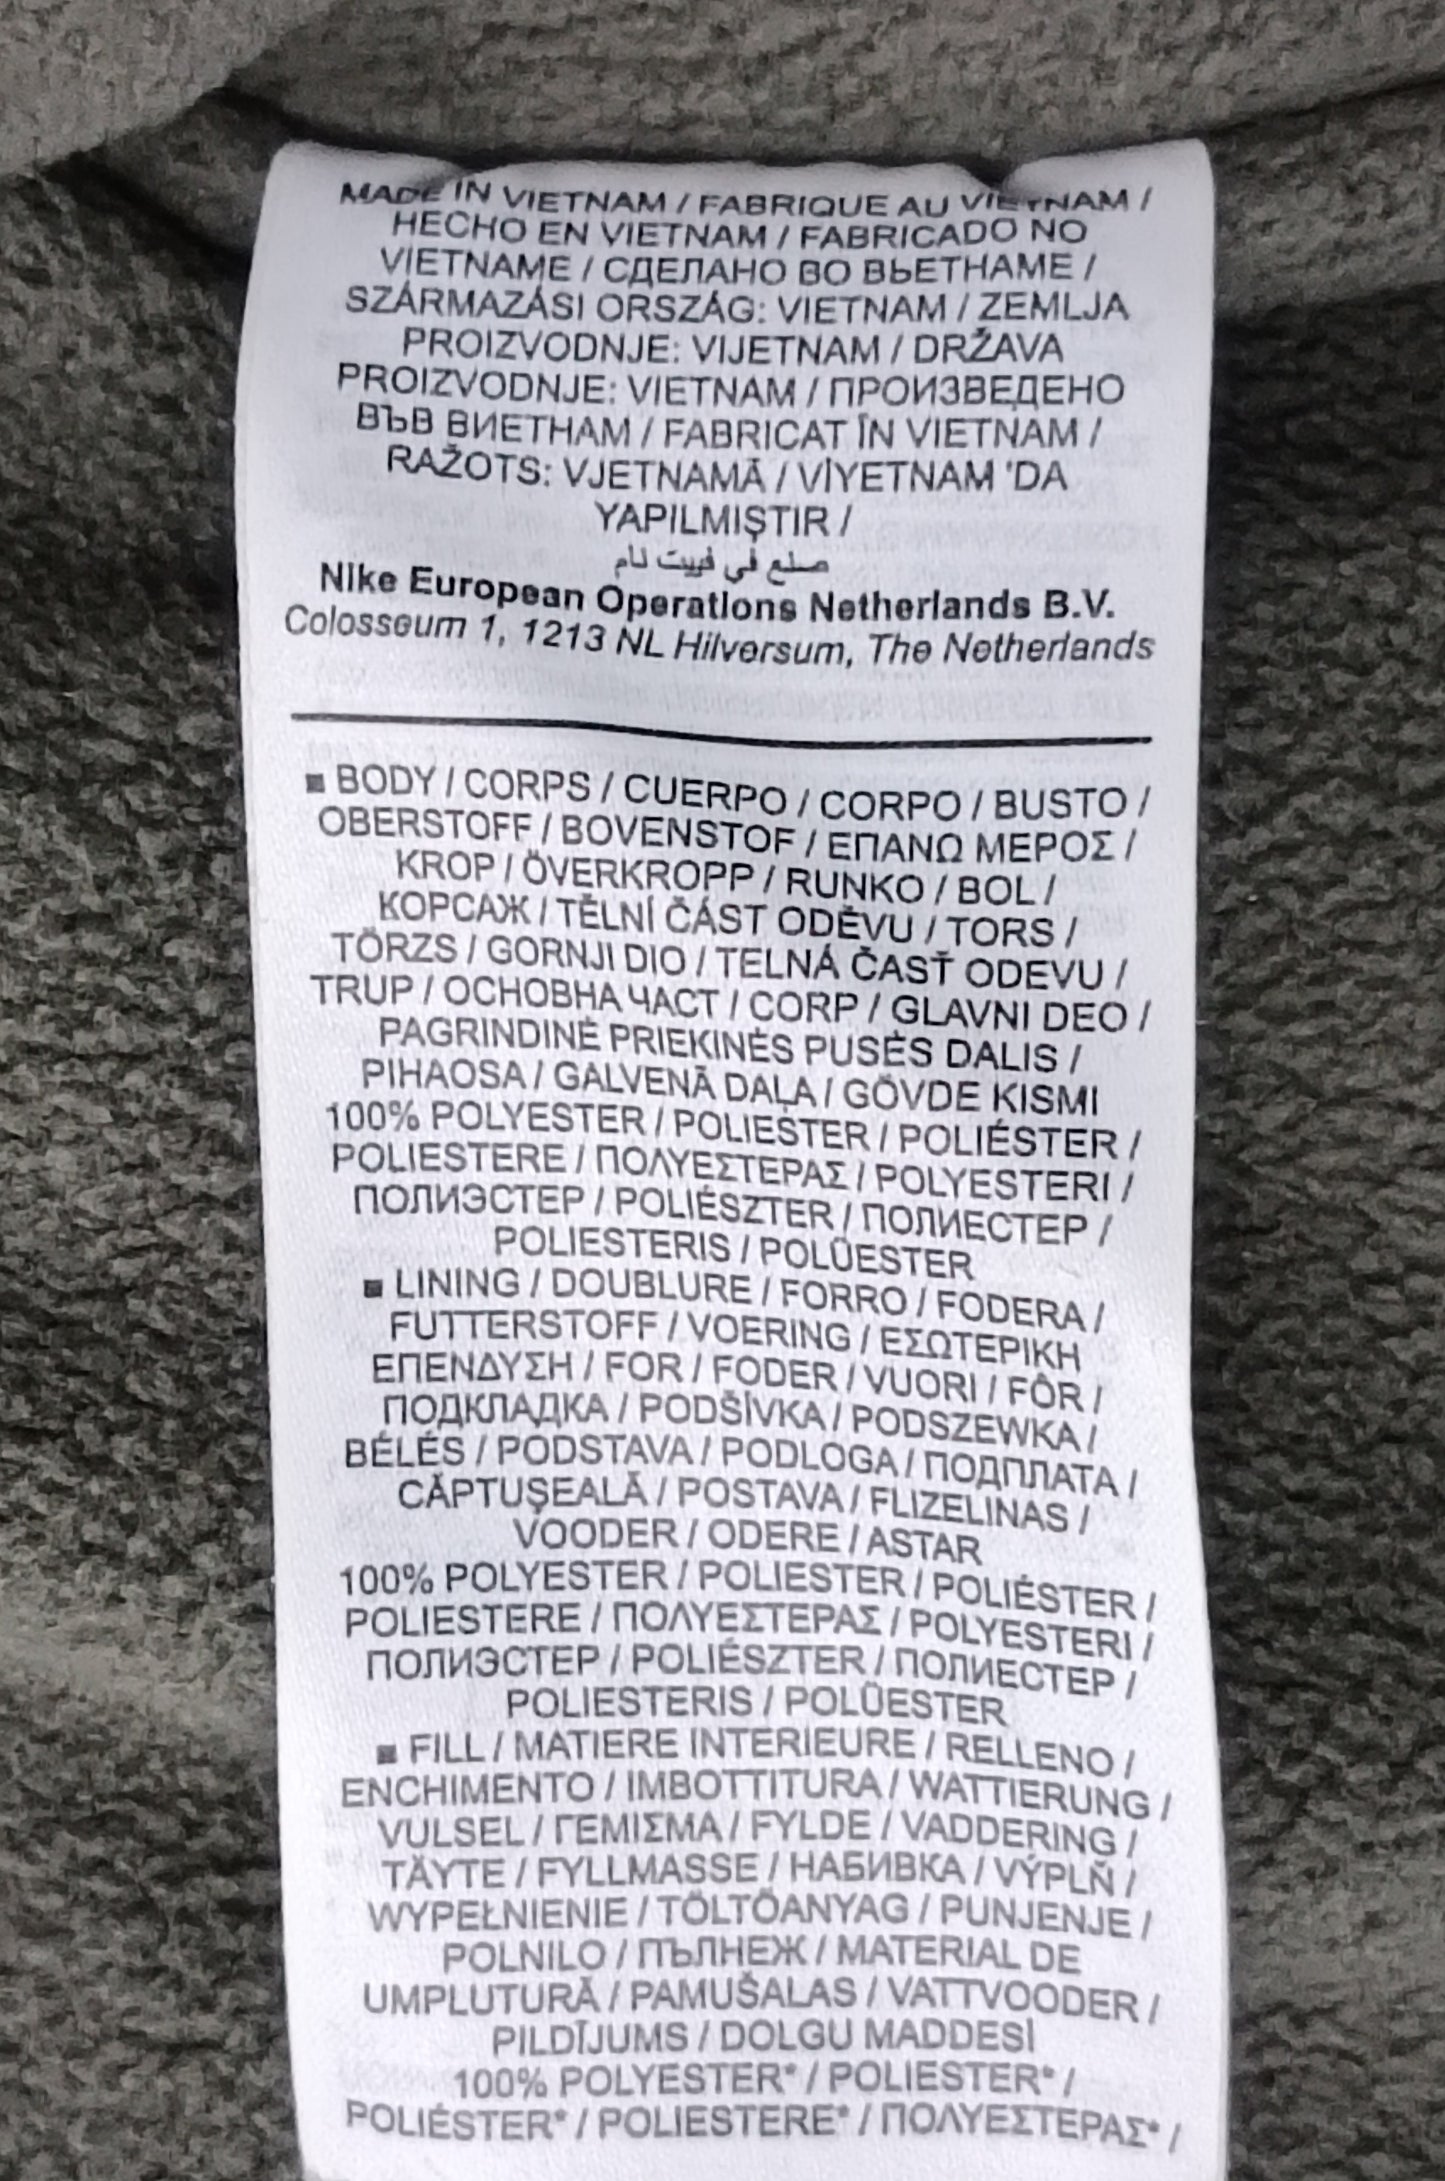 MADE IN VIETNAM / FABRIQUE AU VIETNAM /
HECHO EN VIETNAM / FABRICADO NO
VIETNAME / СДЕЛАНО ВО ВЬЕТНАМЕ /
SZÁRMAZÁSI ORSZÁG: VIETNAM / ZEMLJA
PROIZVODNJE: VIJETNAM / DRŽAVA
PROIZVODNJE: VIETNAM / ПРОИЗВЕДЕНО
ВЪВ ВИЕТНАМ / FABRICAT ÎN VIETNAM /
RAŽOTS: VJETNAMĀ / VİYETNAM 'DA
YAPILMIŞTIR /
صنع في فييت نام
Nike European Operations Netherlands B.V.
Colosseum 1, 1213 NL Hilversum, The Netherlands
■ BODY / CORPS / CUERPO / CORPO / BUSTO /
OBERSTOFF / BOVENSTOF / ΕΠΑΝΩ ΜΕΡΟΣ /
KROP / ÖVERKROPP / RUNKO / BOL /
КОРСАЖ / TĚLNÍ ČÁST ODĚVU / TORS /
TÖRZS / GORNJI DIO / TELNÁ ČASŤ ODEVU /
TRUP / ОСНОВНА ЧАСТ / CORP / GLAVNI DEO /
PAGRINDINĖ PRIEKINĖS PUSĖS DALIS /
PIHAOSA / GALVENĀ DAĻA / GÖVDE KISMI
100% POLYESTER / POLIESTER / POLIÉSTER /
POLIESTERE / ΠΟΛΥΕΣΤΕΡΑΣ / POLYESTERI /
ПОЛИЭСТЕР / POLIÉSZTER / ПОЛИЕСТЕР /
POLIESTERIS / POLÜESTER
■ LINING / DOUBLURE / FORRO / FODERA /
FUTTERSTOFF / VOERING / ΕΣΩΤΕΡΙΚΗ
ΕΠΕΝΔΥΣΗ / FOR / FODER / VUORI / FÔR /
ПОДКЛАДКА / PODŠÍVKA / PODSZEWKA /
BÉLÉS / PODSTAVA / PODLOGA / ПОДПЛАТА /
CĂPTUȘEALĂ / POSTAVA / FLIZELINAS /
VOODER / ODERE / ASTAR
100% POLYESTER / POLIESTER / POLIÉSTER /
POLIESTERE / ΠΟΛΥΕΣΤΕΡΑΣ / POLYESTERI /
ПОЛИЭСТЕР / POLIÉSZTER / ПОЛИЕСТЕР /
POLIESTERIS / POLÜESTER
■ FILL / MATIERE INTERIEURE / RELLENO /
ENCHIMENTO / IMBOTTITURA / WATTIERUNG /
VULSEL / ΓΕΜΙΣΜΑ / FYLDE / VADDERING /
TÄYTE / FYLLMASSE / НАБИВКА / VÝPLŇ /
WYPEŁNIENIE / TÖLTŐANYAG / PUNJENJE /
POLNILO / ПЪЛНЕЖ / MATERIAL DE
UMPLUTURĂ / PAMUŠALAS / VATTVOODER /
PILDĪJUMS / DOLGU MADDESİ
100% POLYESTER* / POLIESTER* /
POLIÉSTER* / POLIESTERE* / ΠΟΛΥΕΣΤΕΡΑΣ* /